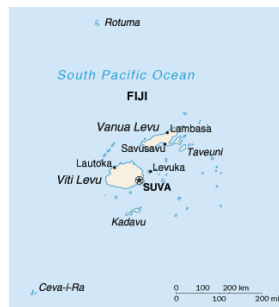 Rotuma
South Pacific Ocean
FIJI
Vanua Levu
Lambasa
Savusavu
Taveuni
Lautoka
Levuka
Viti Levu
SUVA
Kadavu
Ceva-i-Ra
0 100 200 km
0 100 200 mi